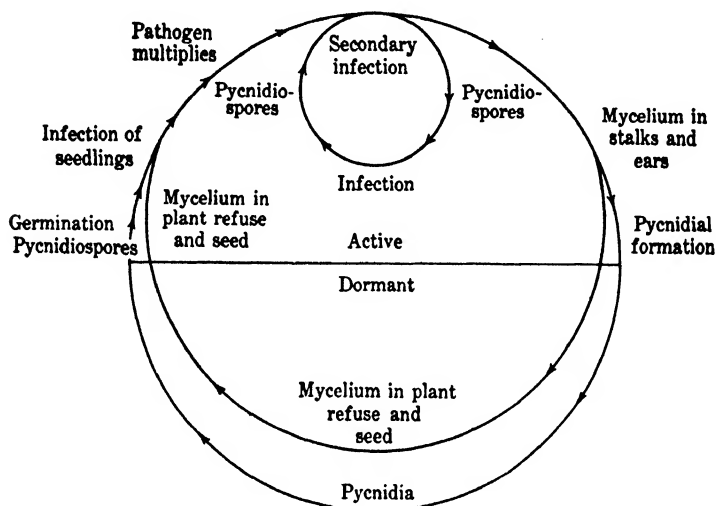 Pathogen
multiplies
Secondary
infection
Pycnidio-
spores
Pycnidio-
spores
Mycelium in
stalks and
ears
Infection of
seedlings
Infection
Mycelium in
plant refuse
and seed
Germination
Pycnidiospores
Pycnidial
formation
Active
Dormant
Mycelium in plant
refuse and
seed
Pycnidia